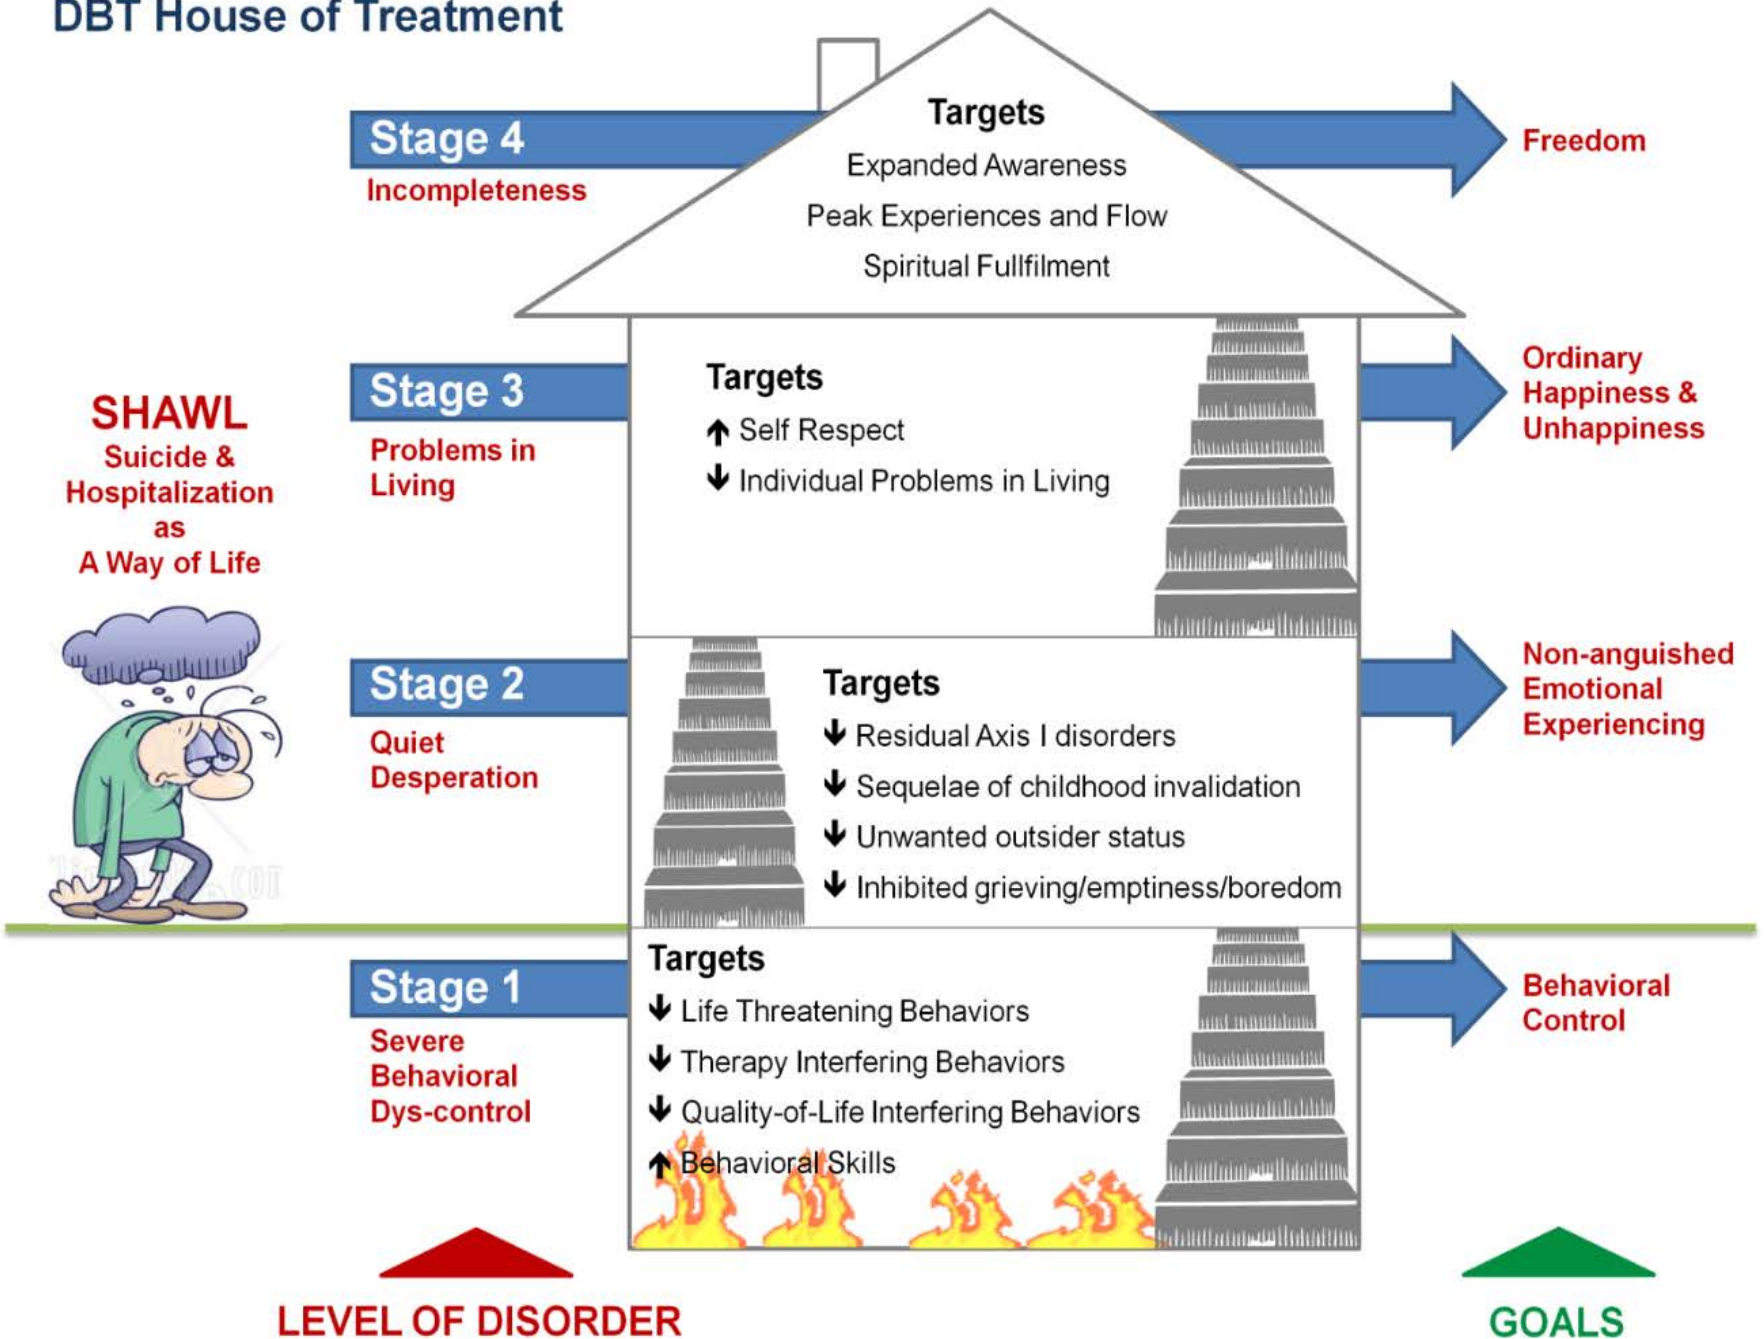 DBT House of Treatment
Targets
Expanded Awareness
Peak Experiences and Flow
Spiritual Fullfilment
Stage 4
Incompleteness
Freedom
SHAWL
Suicide &
Hospitalization
as
A Way of Life
Stage 3
Problems in
Living
Targets
↑ Self Respect
↓ Individual Problems in Living
Ordinary
Happiness &
Unhappiness
Stage 2
Quiet
Desperation
Targets
↓ Residual Axis I disorders
↓ Sequelae of childhood invalidation
↓ Unwanted outsider status
↓ Inhibited grieving/emptiness/boredom
Non-anguished
Emotional
Experiencing
Stage 1
Severe
Behavioral
Dys-control
Targets
↓ Life Threatening Behaviors
↓ Therapy Interfering Behaviors
↓ Quality-of-Life Interfering Behaviors
↑ Behavioral Skills
Behavioral
Control
LEVEL OF DISORDER
GOALS